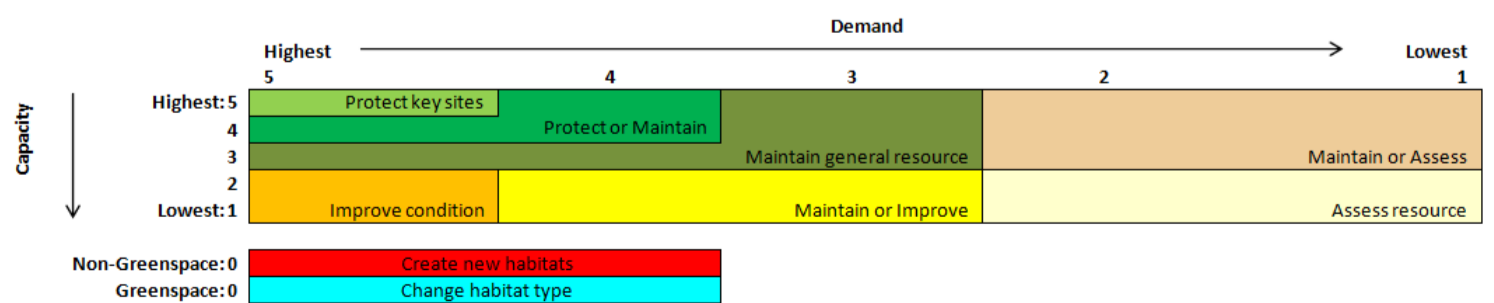 Demand
Highest Lowest
5 4 3 2 1
Capacity
Highest: 5 Protect key sites
4 Protect or Maintain
3 Maintain general resource Maintain or Assess
2
Lowest: 1 Improve condition Maintain or Improve Assess resource
Non-Greenspace: 0 Create new habitats
Greenspace: 0 Change habitat type